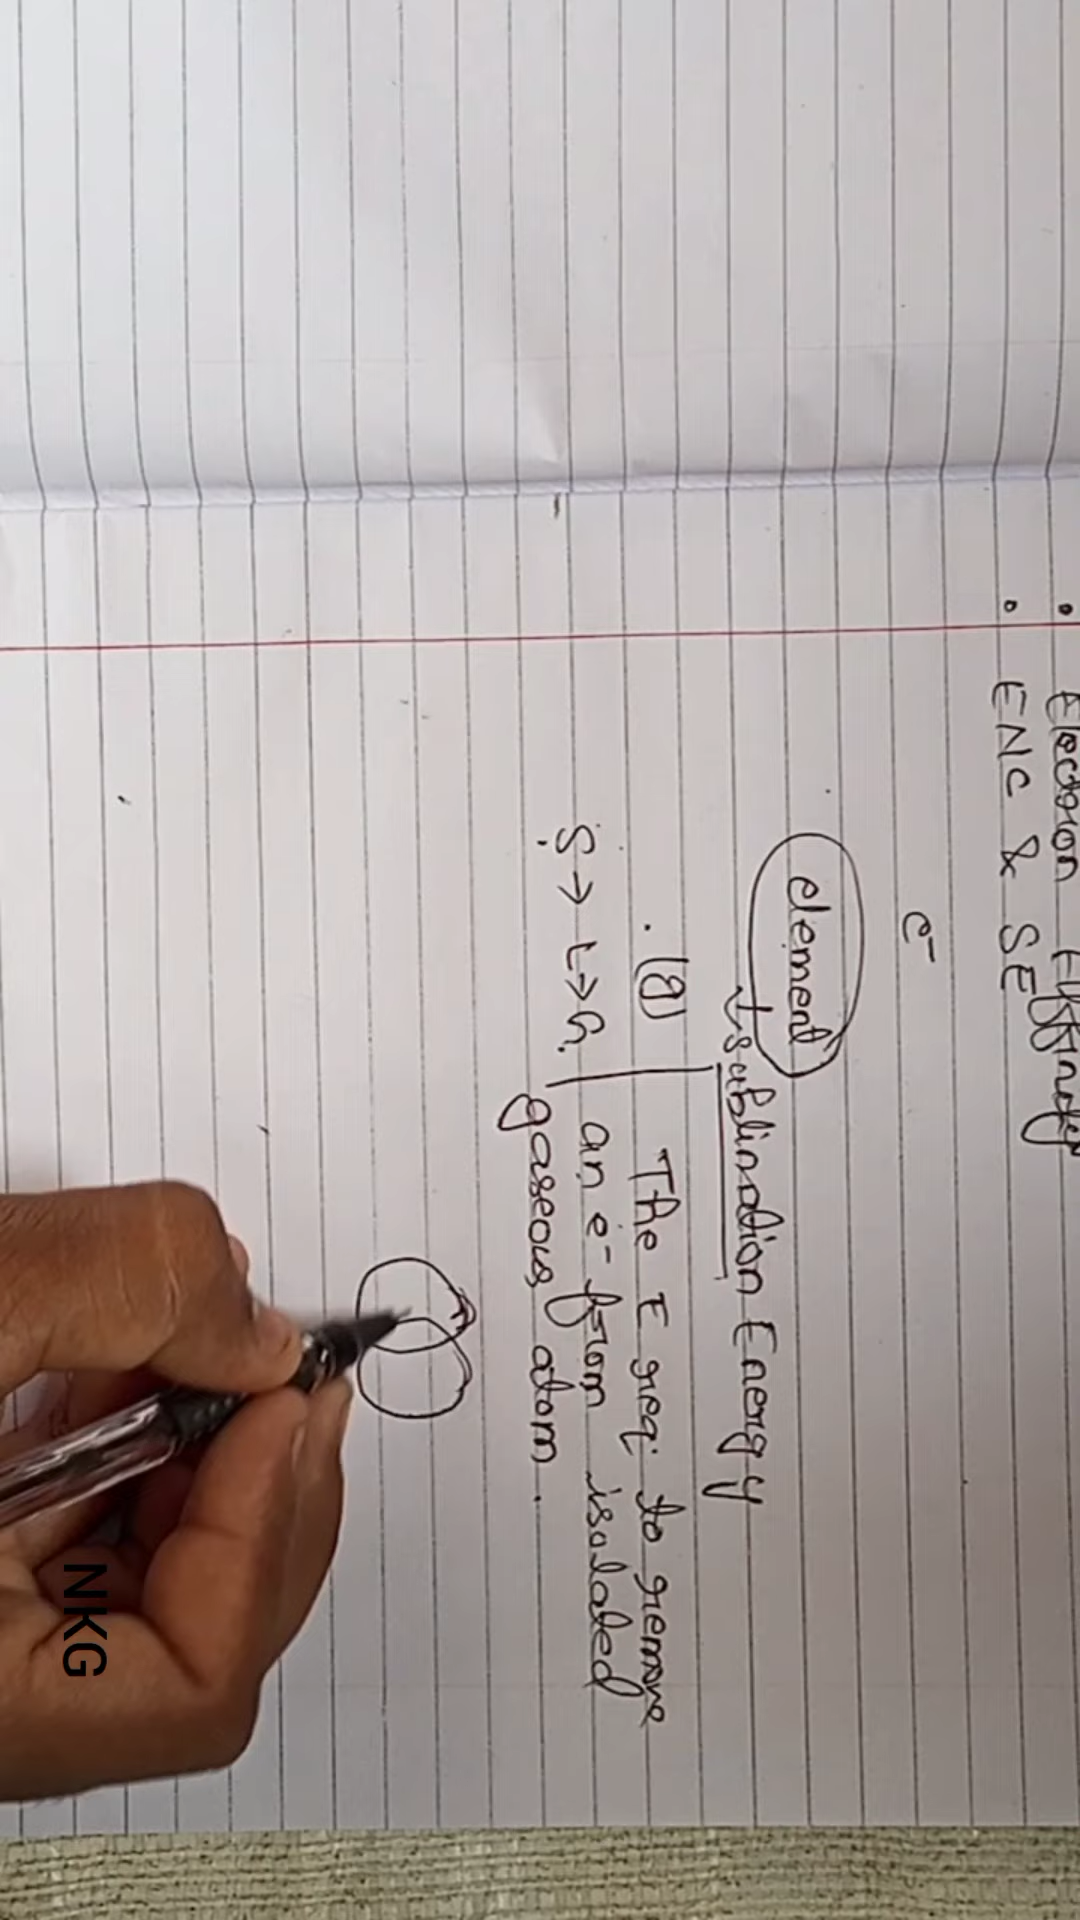 • Electron Affinity
• ENC & SE
e⁻
element
→ sublimation Energy
(g)
The E req. to remove
S → L → G.
an e⁻ from isolated
gaseous atom.
NKG